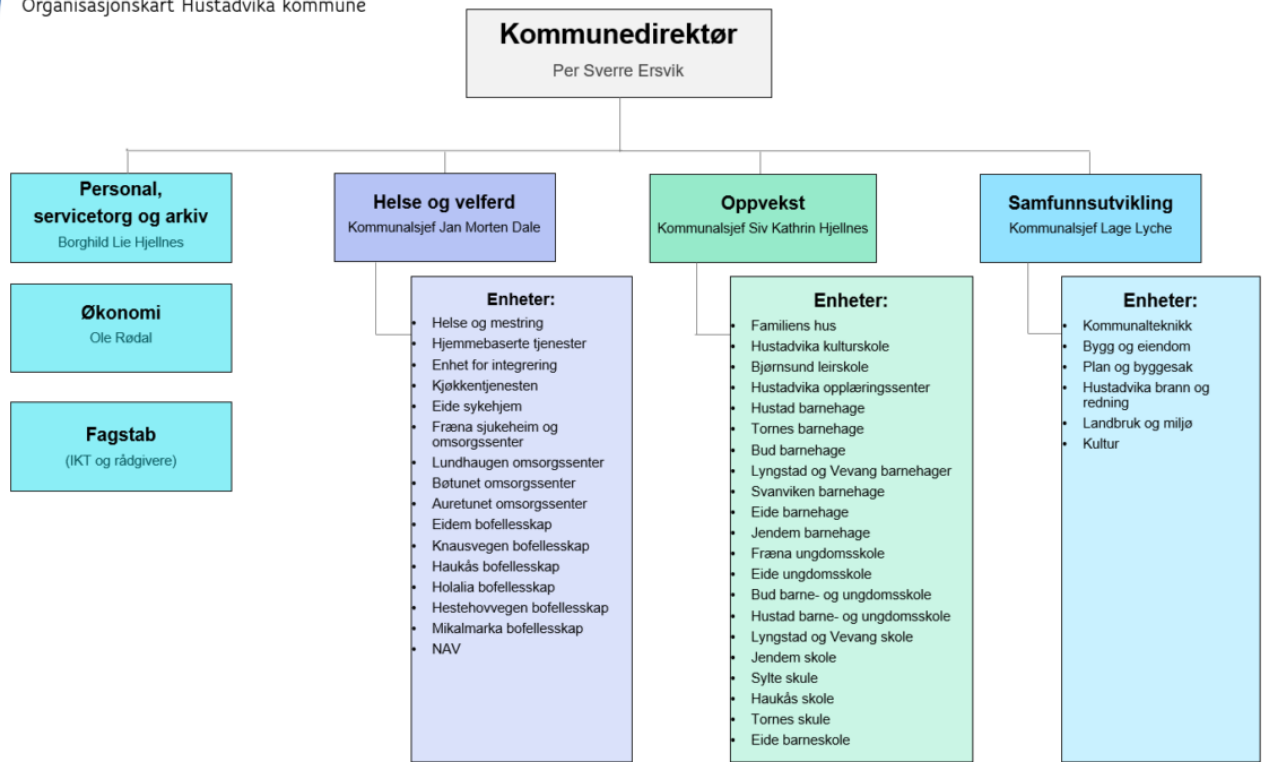 Organisasjonskart Hustadvika kommune
Kommunedirektør
Per Sverre Ersvik
Personal,
servicetorg og arkiv
Borghild Lie Hjellnes
Økonomi
Ole Rødal
Fagstab
(IKT og rådgivere)
Helse og velferd
Kommunalsjef Jan Morten Dale
Enheter:
• Helse og mestring
• Hjemmebaserte tjenester
• Enhet for integrering
• Kjøkkentjenesten
• Eide sykehjem
• Fræna sjukeheim og
omsorgssenter
• Lundhaugen omsorgssenter
• Bøtunet omsorgssenter
• Auretunet omsorgssenter
• Eidem bofellesskap
• Knausvegen bofellesskap
• Haukås bofellesskap
• Holalia bofellesskap
• Hestehovvegen bofellesskap
• Mikalmarka bofellesskap
• NAV
Oppvekst
Kommunalsjef Siv Kathrin Hjellnes
Enheter:
• Familiens hus
• Hustadvika kulturskole
• Bjørnsund leirskole
• Hustadvika opplæringssenter
• Hustad barnehage
• Tornes barnehage
• Bud barnehage
• Lyngstad og Vevang barnehager
• Svanviken barnehage
• Eide barnehage
• Jendem barnehage
• Fræna ungdomsskole
• Eide ungdomsskole
• Bud barne- og ungdomsskole
• Hustad barne- og ungdomsskole
• Lyngstad og Vevang skole
• Jendem skole
• Sylte skule
• Haukås skole
• Tornes skule
• Eide barneskole
Samfunnsutvikling
Kommunalsjef Lage Lyche
Enheter:
• Kommunalteknikk
• Bygg og eiendom
• Plan og byggesak
• Hustadvika brann og
redning
• Landbruk og miljø
• Kultur